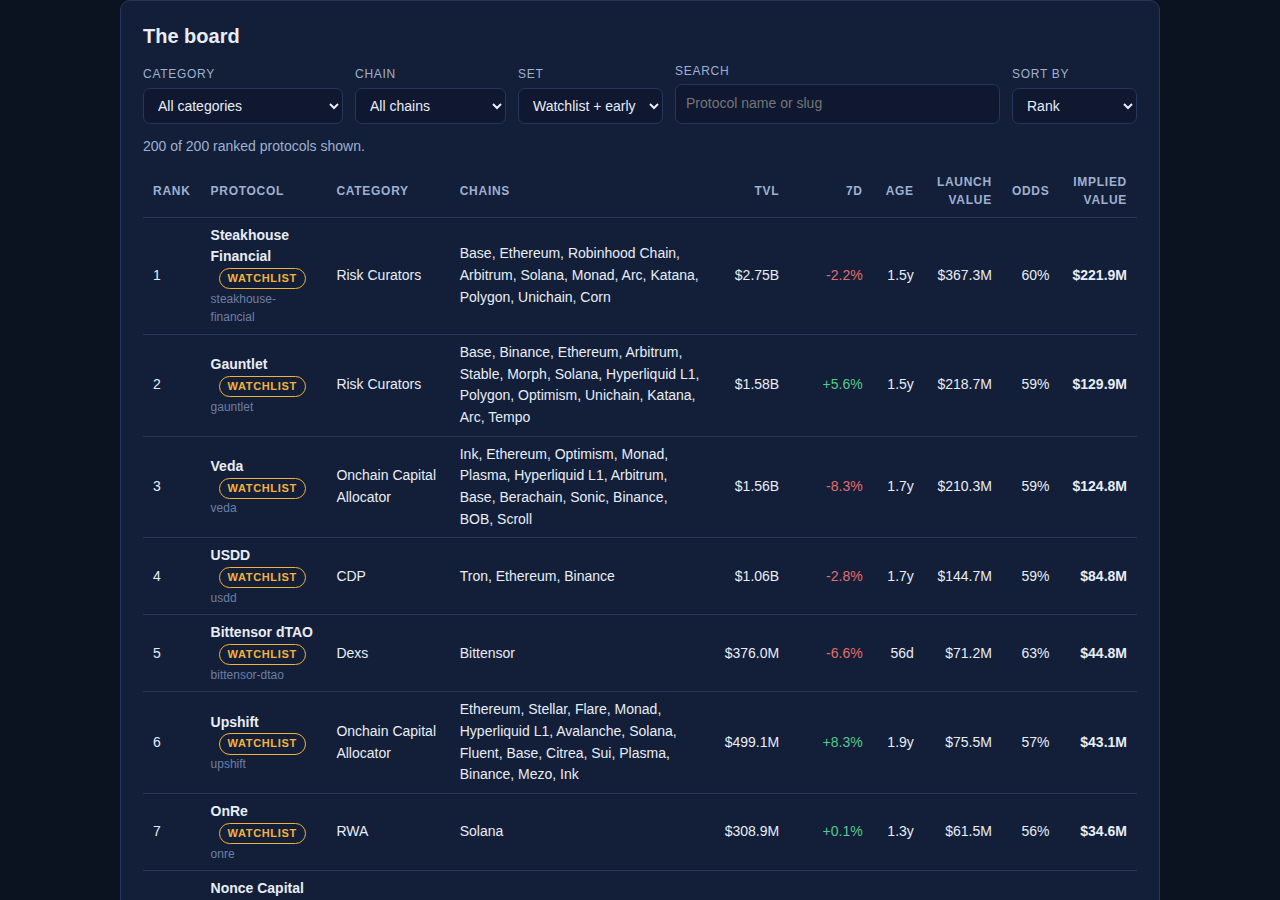 The board
CATEGORY
CHAIN
SET
SEARCH
SORT BY
All categories
All chains
Watchlist + early
Protocol name or slug
Rank
200 of 200 ranked protocols shown.
RANK PROTOCOL CATEGORY CHAINS TVL 7D AGE LAUNCH VALUE ODDS IMPLIED VALUE
Steakhouse
Financial
WATCHLIST
steakhouse-
financial
1
Risk Curators
Base, Ethereum, Robinhood Chain,
Arbitrum, Solana, Monad, Arc, Katana,
Polygon, Unichain, Corn
$2.75B -2.2% 1.5y $367.3M 60% $221.9M
Gauntlet
WATCHLIST
gauntlet
2
Risk Curators
Base, Binance, Ethereum, Arbitrum,
Stable, Morph, Solana, Hyperliquid L1,
Polygon, Optimism, Unichain, Katana,
Arc, Tempo
$1.58B +5.6% 1.5y $218.7M 59% $129.9M
Veda
WATCHLIST
veda
3
Onchain Capital
Allocator
Ink, Ethereum, Optimism, Monad,
Plasma, Hyperliquid L1, Arbitrum,
Base, Berachain, Sonic, Binance,
BOB, Scroll
$1.56B -8.3% 1.7y $210.3M 59% $124.8M
USDD
WATCHLIST
usdd
4
CDP
Tron, Ethereum, Binance
$1.06B -2.8% 1.7y $144.7M 59% $84.8M
Bittensor dTAO
WATCHLIST
bittensor-dtao
5
Dexs
Bittensor
$376.0M -6.6% 56d $71.2M 63% $44.8M
Upshift
WATCHLIST
upshift
6
Onchain Capital
Allocator
Ethereum, Stellar, Flare, Monad,
Hyperliquid L1, Avalanche, Solana,
Fluent, Base, Citrea, Sui, Plasma,
Binance, Mezo, Ink
$499.1M +8.3% 1.9y $75.5M 57% $43.1M
OnRe
WATCHLIST
onre
7
RWA
Solana
$308.9M +0.1% 1.3y $61.5M 56% $34.6M
Nonce Capital